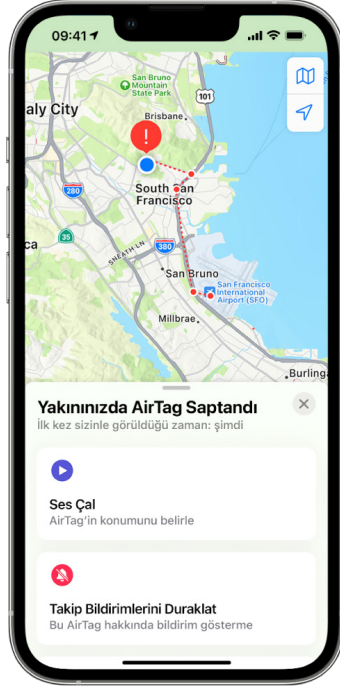 09:41
San Bruno
Mountain
State Park
101
aly City
Brisbane
280
South San
Francisco
35
ca
SNEATH LN
380
San Bruno
San Francisco
International
Airport (SFO)
Millbrae
Burling
Yakınınızda AirTag Saptandı
İlk kez sizinle görüldüğü zaman: şimdi
Ses Çal
AirTag'in konumunu belirle
Takip Bildirimlerini Duraklat
Bu AirTag hakkında bildirim gösterme